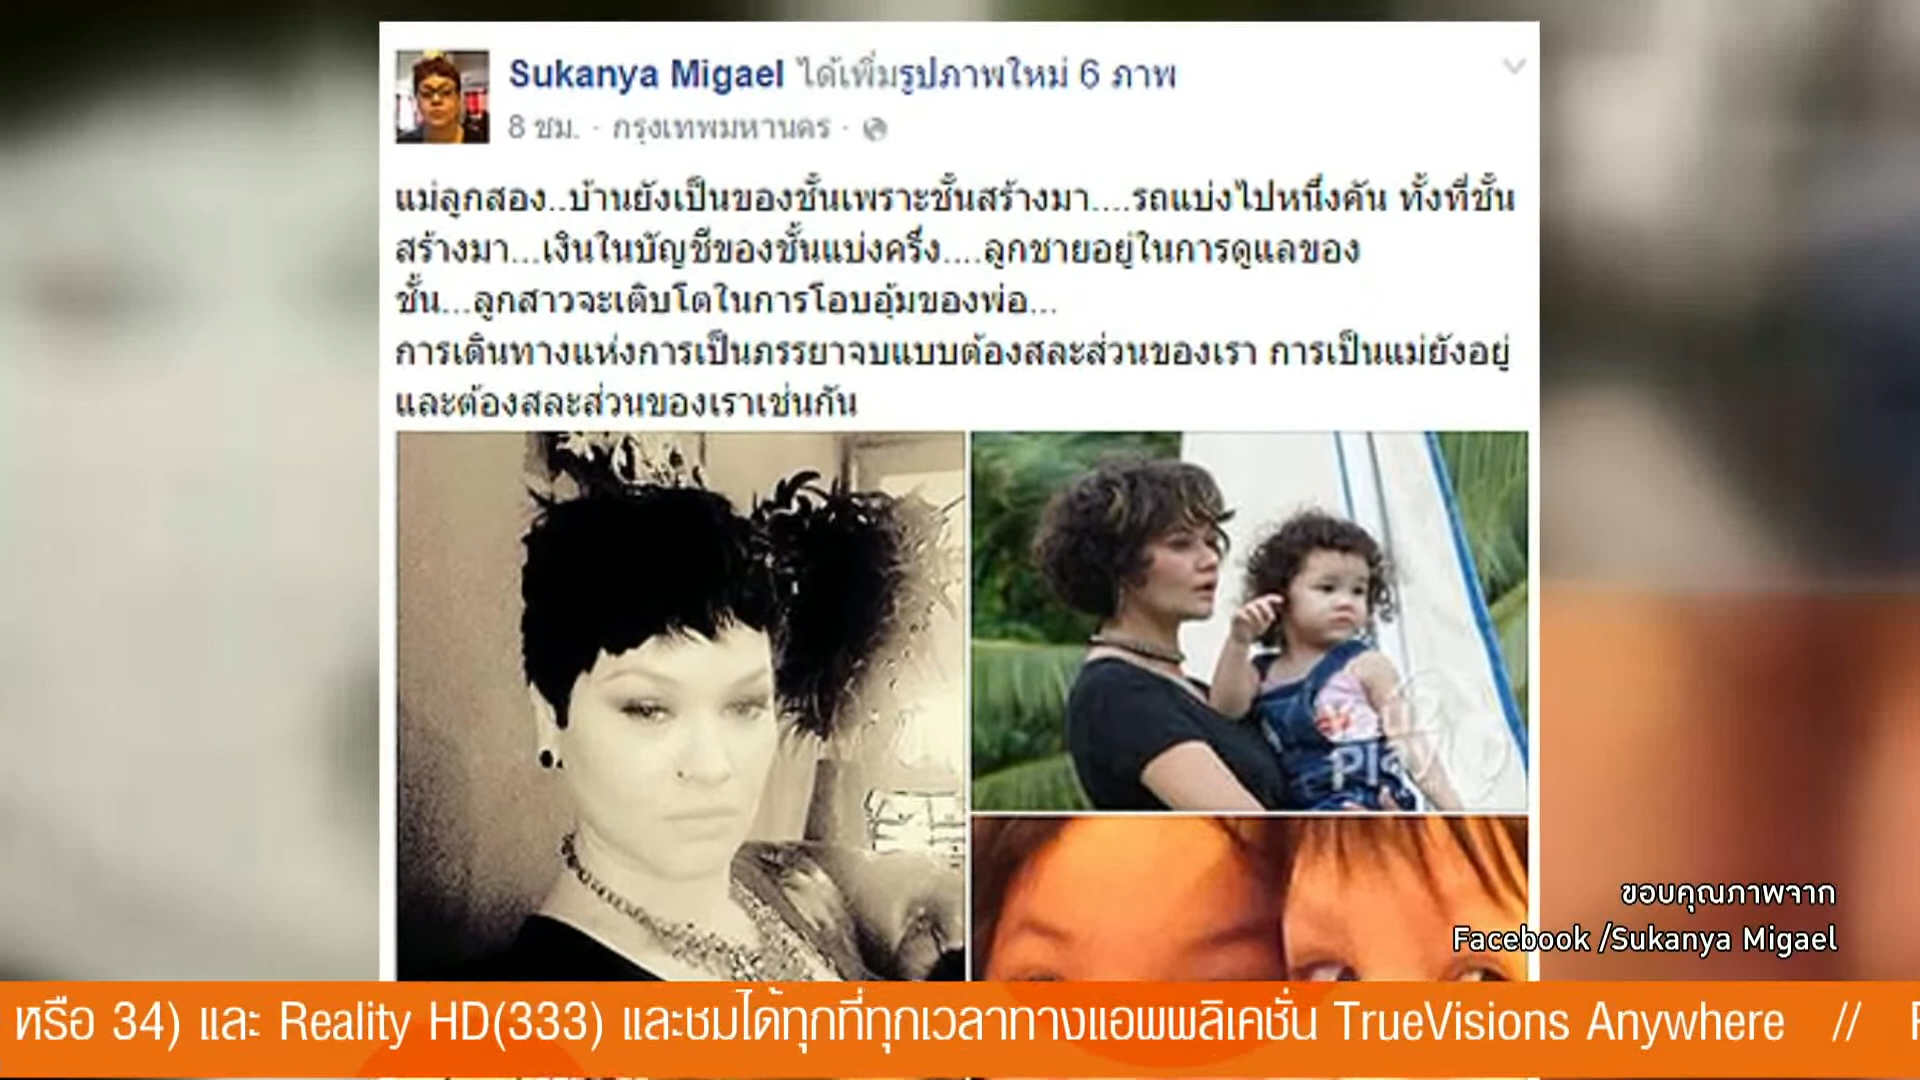 Sukanya Migael ได้เพิ่มรูปภาพใหม่ 6 ภาพ
8 ชม. · กรุงเทพมหานคร ·
แม่ลูกสอง..บ้านยังเป็นของชั้นเพราะชั้นสร้างมา....รถแบ่งไปหนึ่งคัน ทั้งที่ชั้น
สร้างมา...เงินในบัญชีของชั้นแบ่งครึ่ง....ลูกชายอยู่ในการดูแลของ
ชั้น...ลูกสาวจะเติบโตในการโอบอุ้มของพ่อ...
การเดินทางแห่งการเป็นภรรยาจบแบบต้องสละส่วนของเรา การเป็นแม่ยังอยู่
และต้องสละส่วนของเราเช่นกัน
Play
ขอบคุณภาพจาก
Facebook /Sukanya Migael
หรือ 34) และ Reality HD(333) และชมได้ทุกที่ทุกเวลาทางแอพพลิเคชั่น TrueVisions Anywhere //